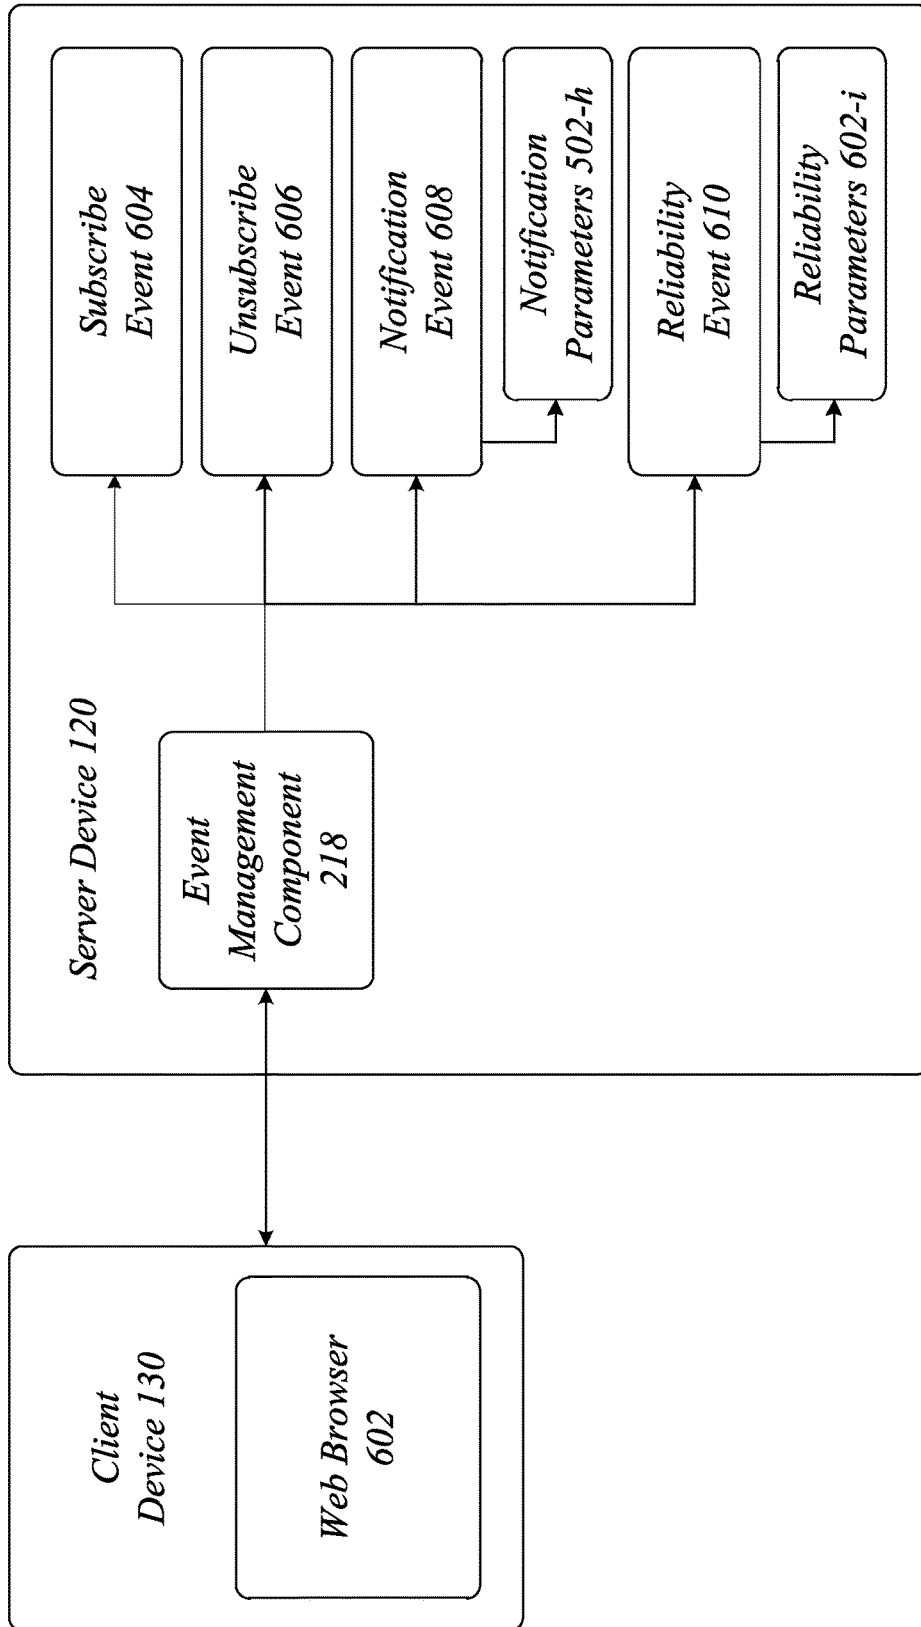 Client
Device 130
Web Browser
602
Server Device 120
Event
Management
Component
218
Subscribe
Event 604
Unsubscribe
Event 606
Notification
Event 608
Notification
Parameters 502-h
Reliability
Event 610
Reliability
Parameters 602-i